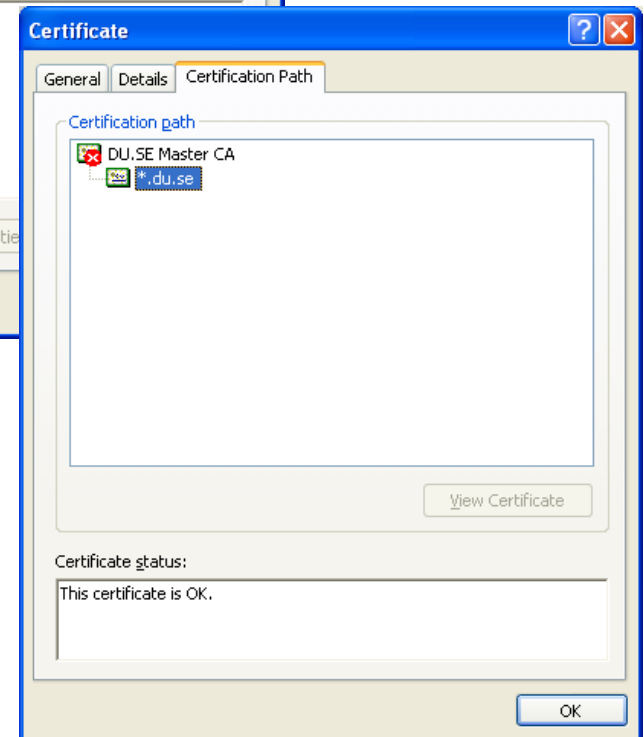 Certificate
General Details Certification Path
Certification path
DU.SE Master CA
*.du.se
tie
View Certificate
Certificate status:
This certificate is OK.
OK